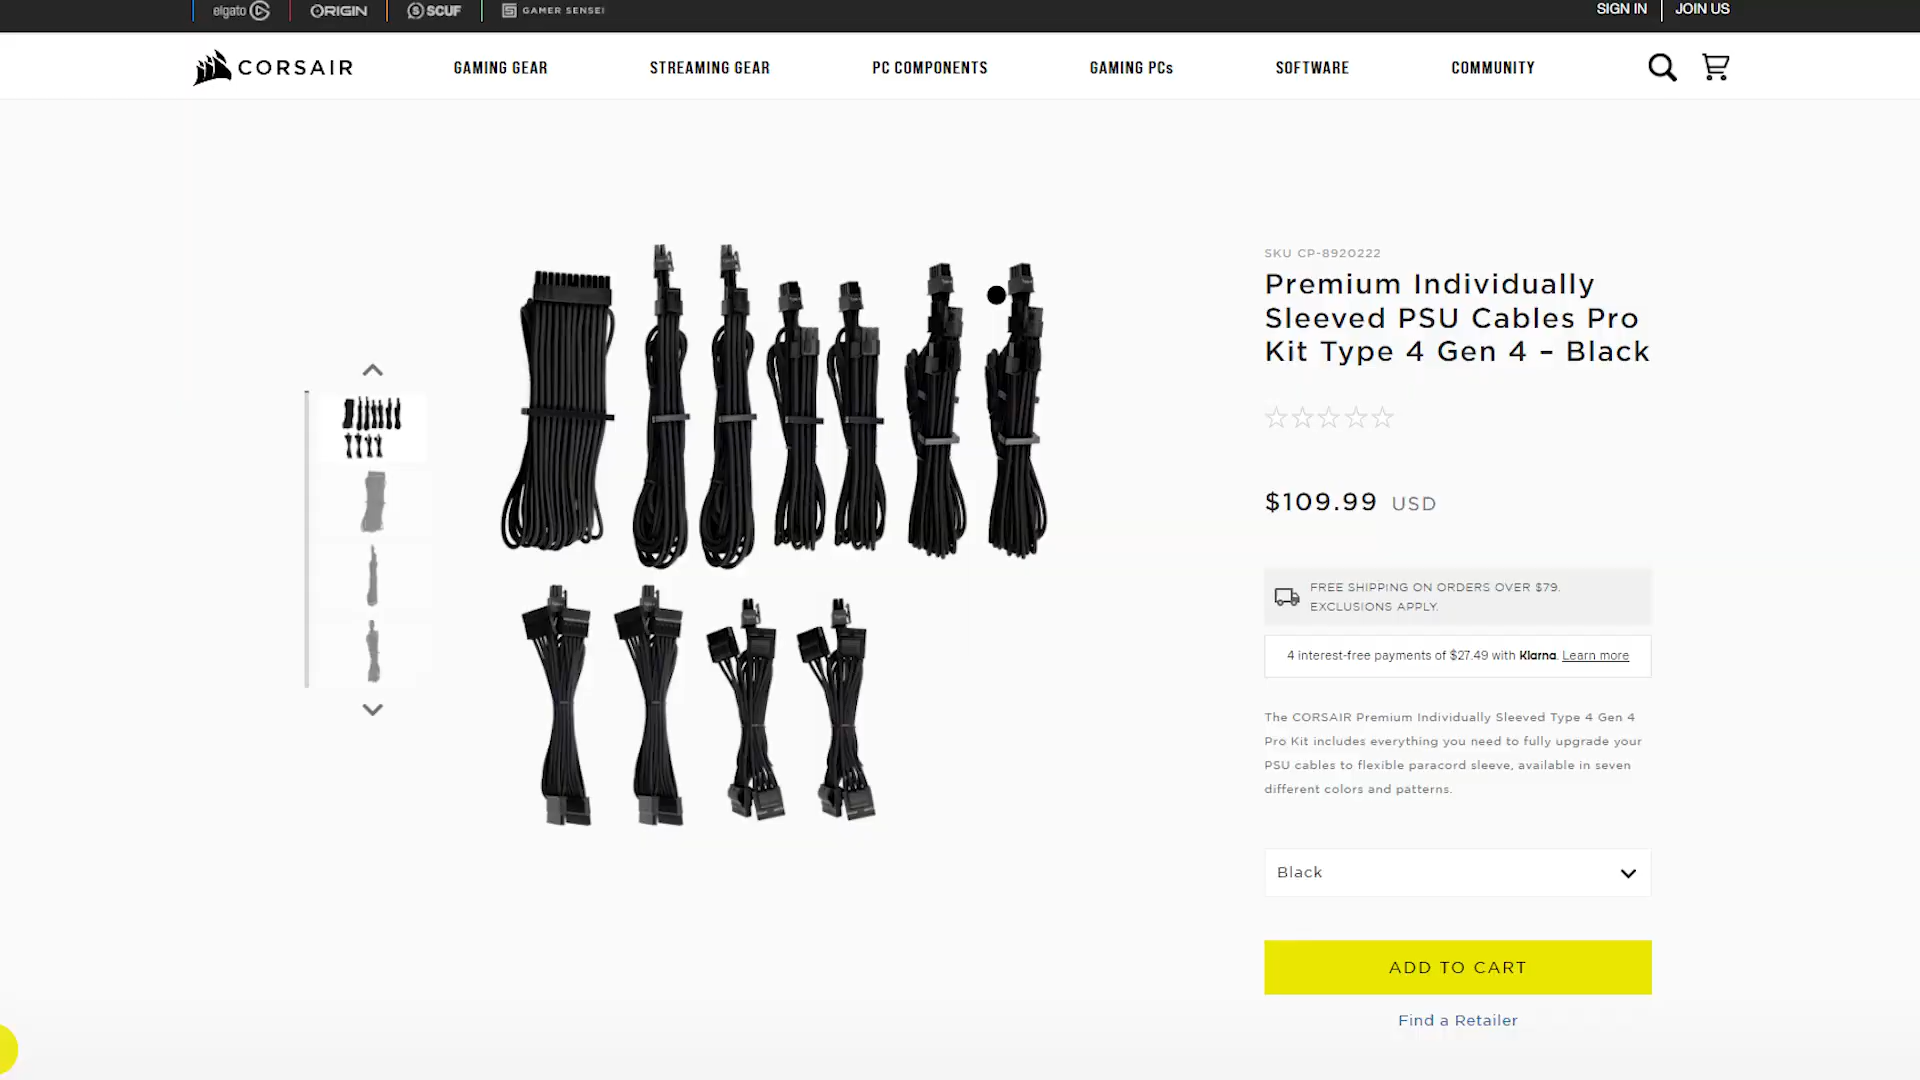 elgato
ORIGIN
SCUF
GAMER SENSEI
SIGN IN
JOIN US
CORSAIR
GAMING GEAR
STREAMING GEAR
PC COMPONENTS
GAMING PCs
SOFTWARE
COMMUNITY
SKU CP-8920222
Premium Individually
Sleeved PSU Cables Pro
Kit Type 4 Gen 4 – Black
$109.99 USD
FREE SHIPPING ON ORDERS OVER $79.
EXCLUSIONS APPLY.
4 interest-free payments of $27.49 with Klarna. Learn more
The CORSAIR Premium Individually Sleeved Type 4 Gen 4
Pro Kit includes everything you need to fully upgrade your
PSU cables to flexible paracord sleeve, available in seven
different colors and patterns.
Black
ADD TO CART
Find a Retailer